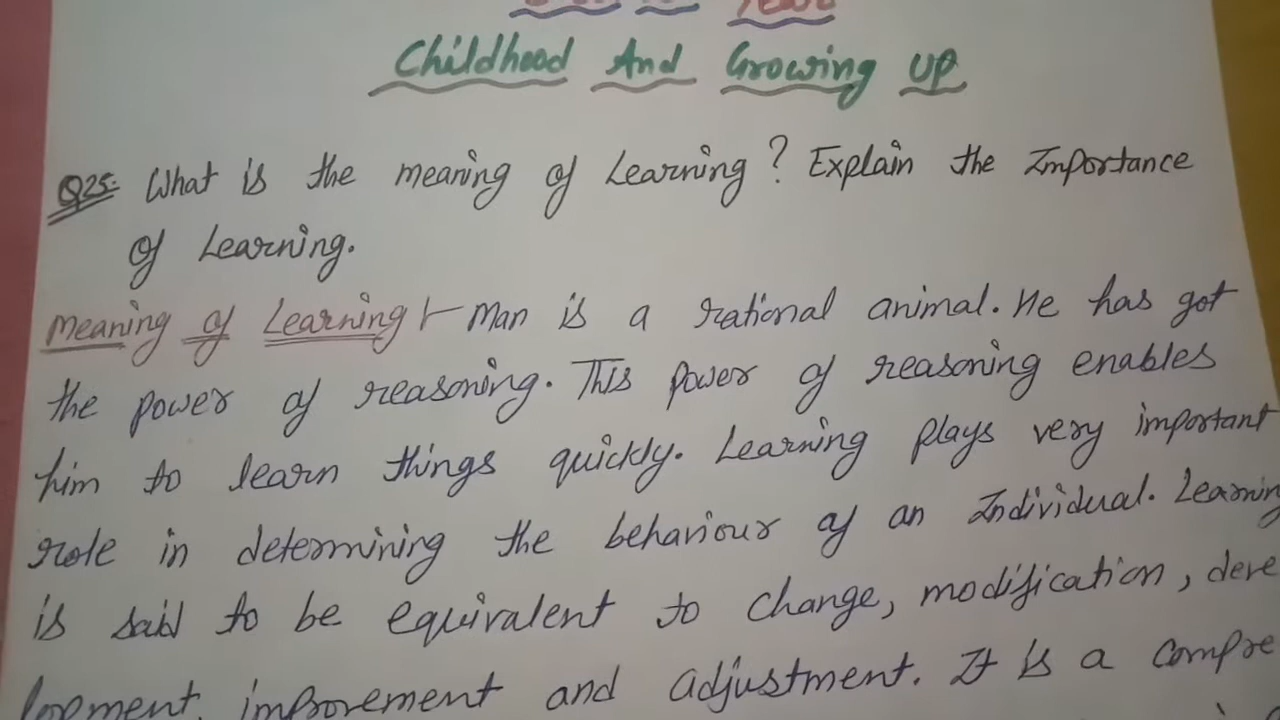 Year
Childhood And Growing UP
Q25- What is the meaning of Learning? Explain the Importance
of Learning.
Meaning of Learning :- Man is a rational animal. He has got
the power of reasoning. This power of reasoning enables
him to learn things quickly. Learning plays very important
role in determining the behaviour of an Individual. Learning
is said to be equivalent to change, modification, deve
lopment, improvement and adjustment. It is a compre